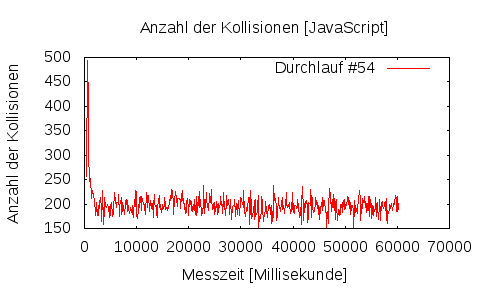 Anzahl der Kollisionen [JavaScript]
Anzahl der Kollisionen
500
450
400
350
300
250
200
150
Durchlauf #54
0 10000 20000 30000 40000 50000 60000 70000
Messzeit [Millisekunde]